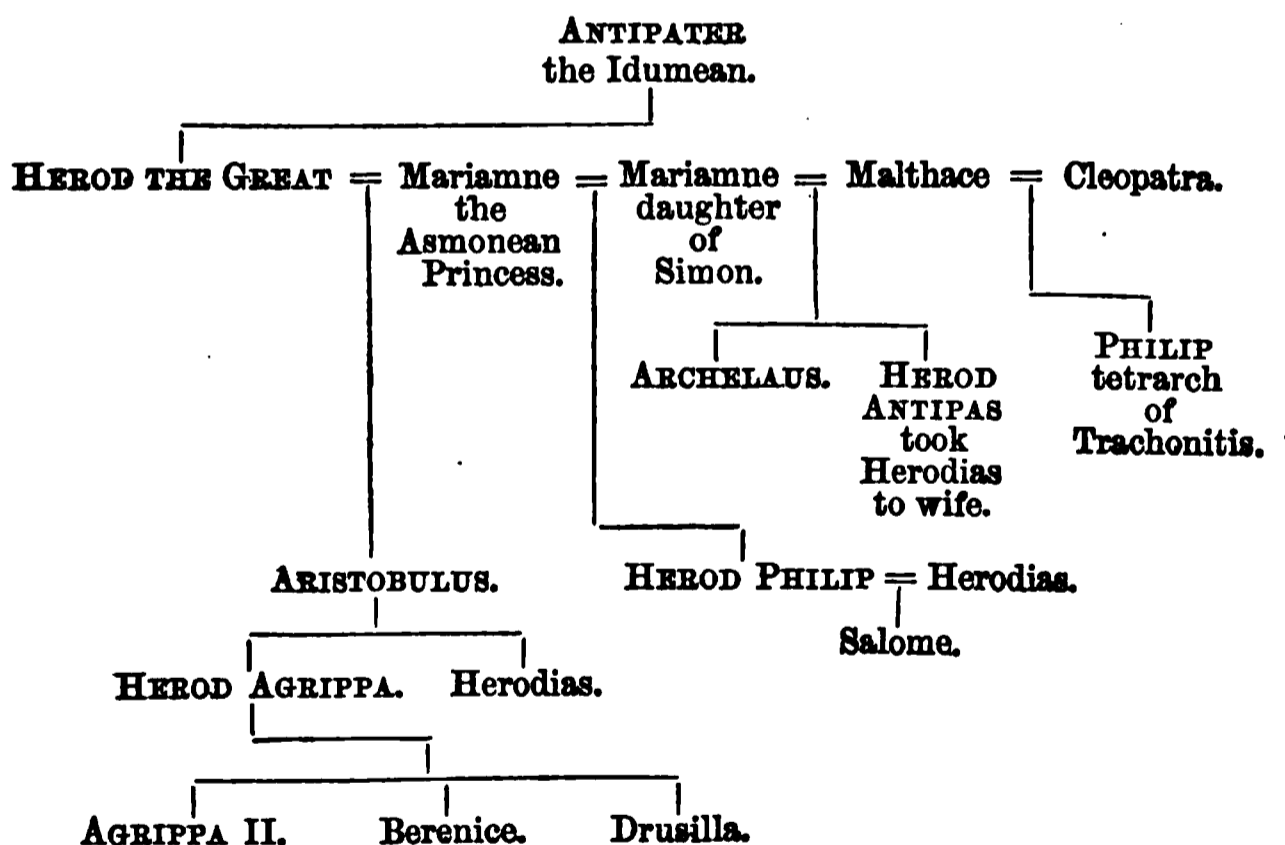 ANTIPATER
the Idumean.
HEROD THE GREAT = Mariamne = Mariamne = Malthace = Cleopatra.
the
Asmonean
Princess.
daughter
of
Simon.
ARCHELAUS.
HEROD
ANTIPAS
took
Herodias
to wife.
PHILIP
tetrarch
of
Trachonitis.
ARISTOBULUS.
HEROD PHILIP = Herodias.
Salome.
HEROD AGRIPPA. Herodias.
AGRIPPA II. Berenice. Drusilla.